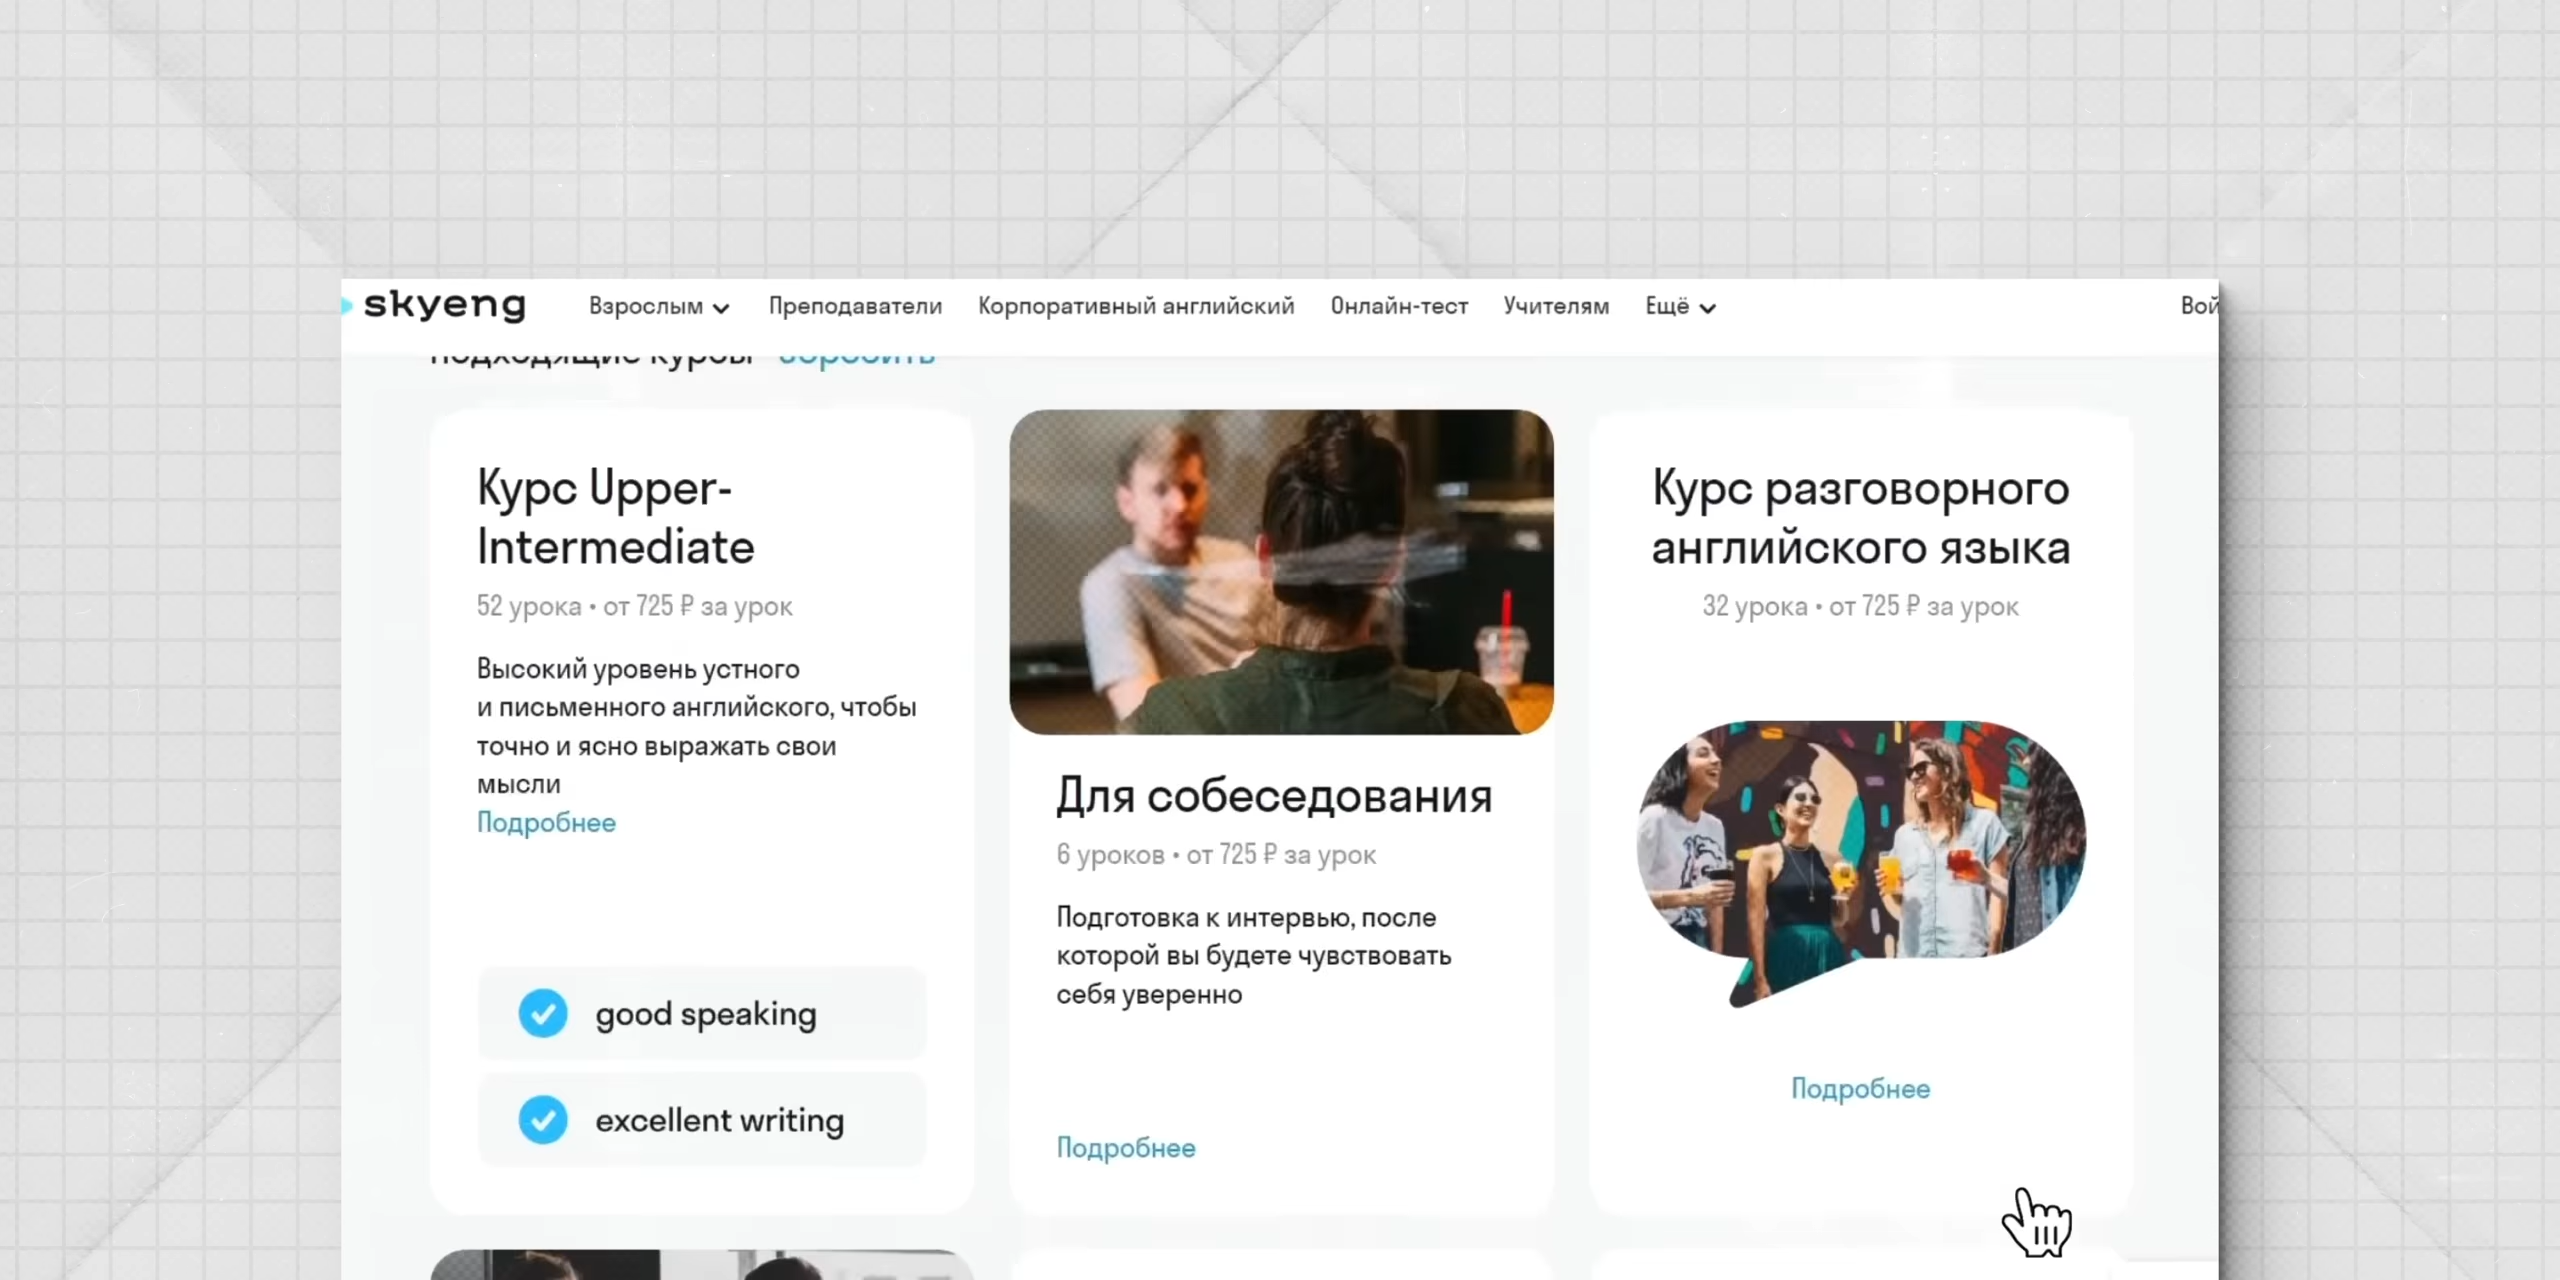 skyeng
Взрослым
Преподаватели
Корпоративный английский
Онлайн-тест
Учителям
Ещё
Вой
подходящие курсы
Курс Upper-
Intermediate
52 урока • от 725 ₽ за урок
Высокий уровень устного
и письменного английского, чтобы
точно и ясно выражать свои
мысли
Подробнее
good speaking
excellent writing
Для собеседования
6 уроков • от 725 ₽ за урок
Подготовка к интервью, после
которой вы будете чувствовать
себя уверенно
Подробнее
Курс разговорного
английского языка
32 урока • от 725 ₽ за урок
Подробнее